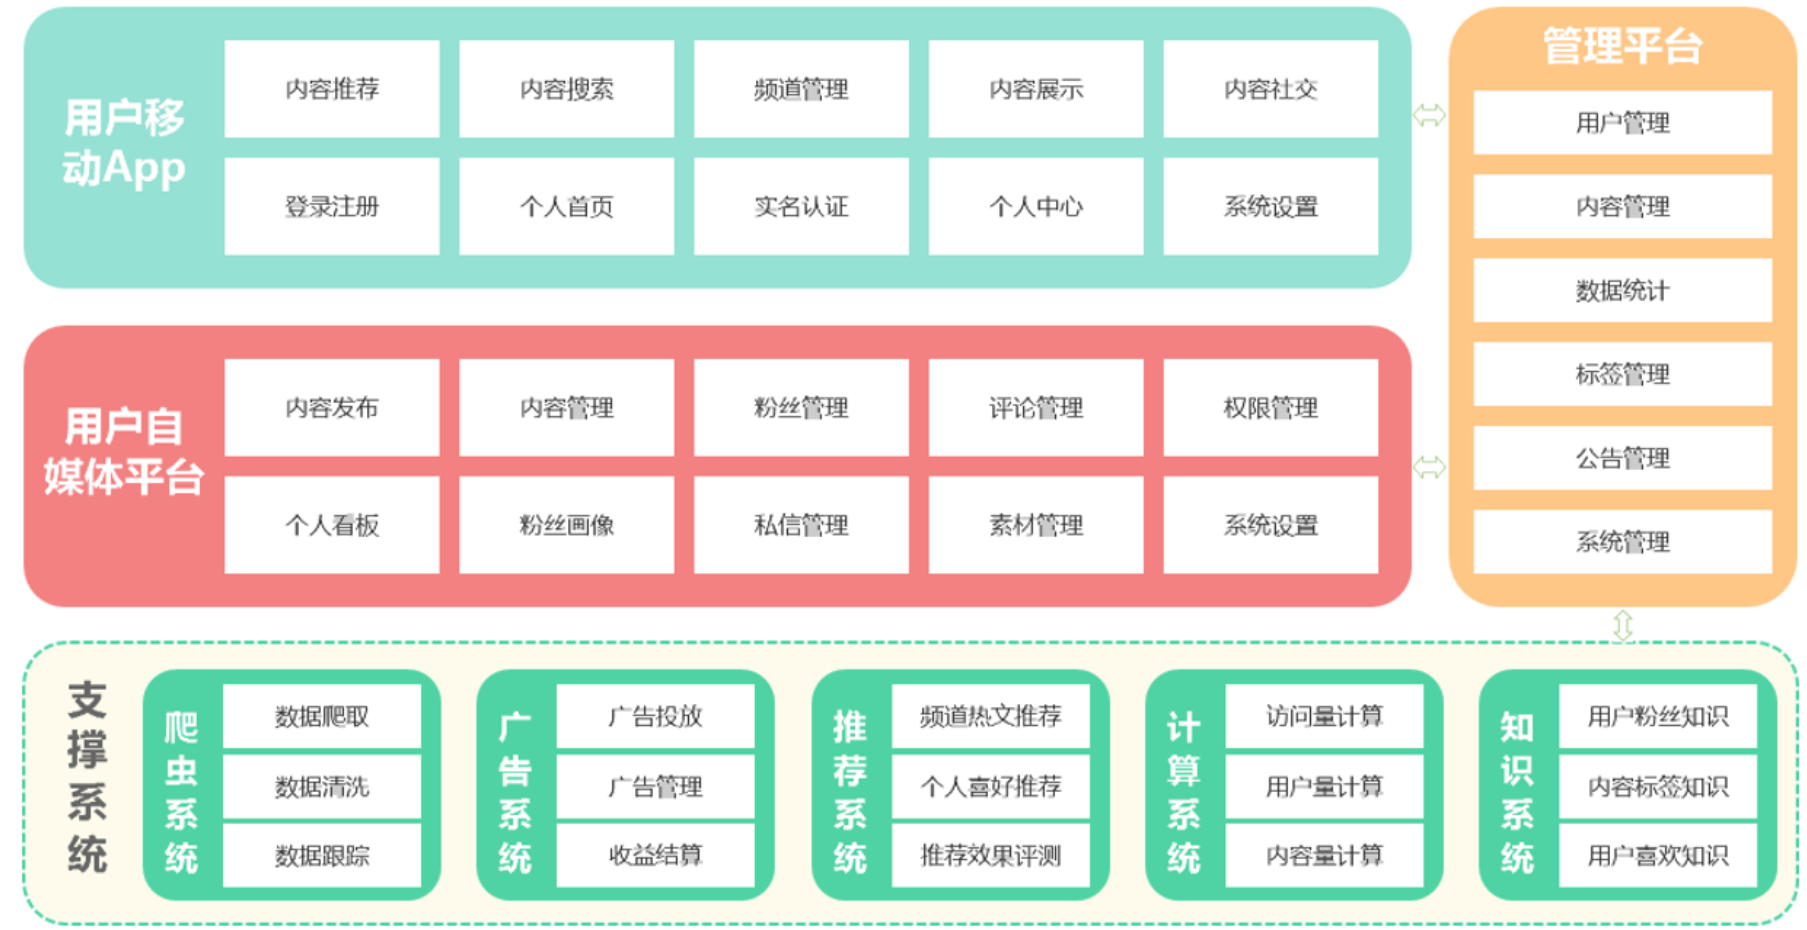 用户移
动App
内容推荐
内容搜索
频道管理
内容展示
内容社交
登录注册
个人首页
实名认证
个人中心
系统设置
用户自
媒体平台
内容发布
内容管理
粉丝管理
评论管理
权限管理
个人看板
粉丝画像
私信管理
素材管理
系统设置
管理平台
用户管理
内容管理
数据统计
标签管理
公告管理
系统管理
支撑系统
爬虫系统
数据爬取
数据清洗
数据跟踪
广告系统
广告投放
广告管理
收益结算
推荐系统
频道热文推荐
个人喜好推荐
推荐效果评测
计算系统
访问量计算
用户量计算
内容量计算
知识系统
用户粉丝知识
内容标签知识
用户喜欢知识